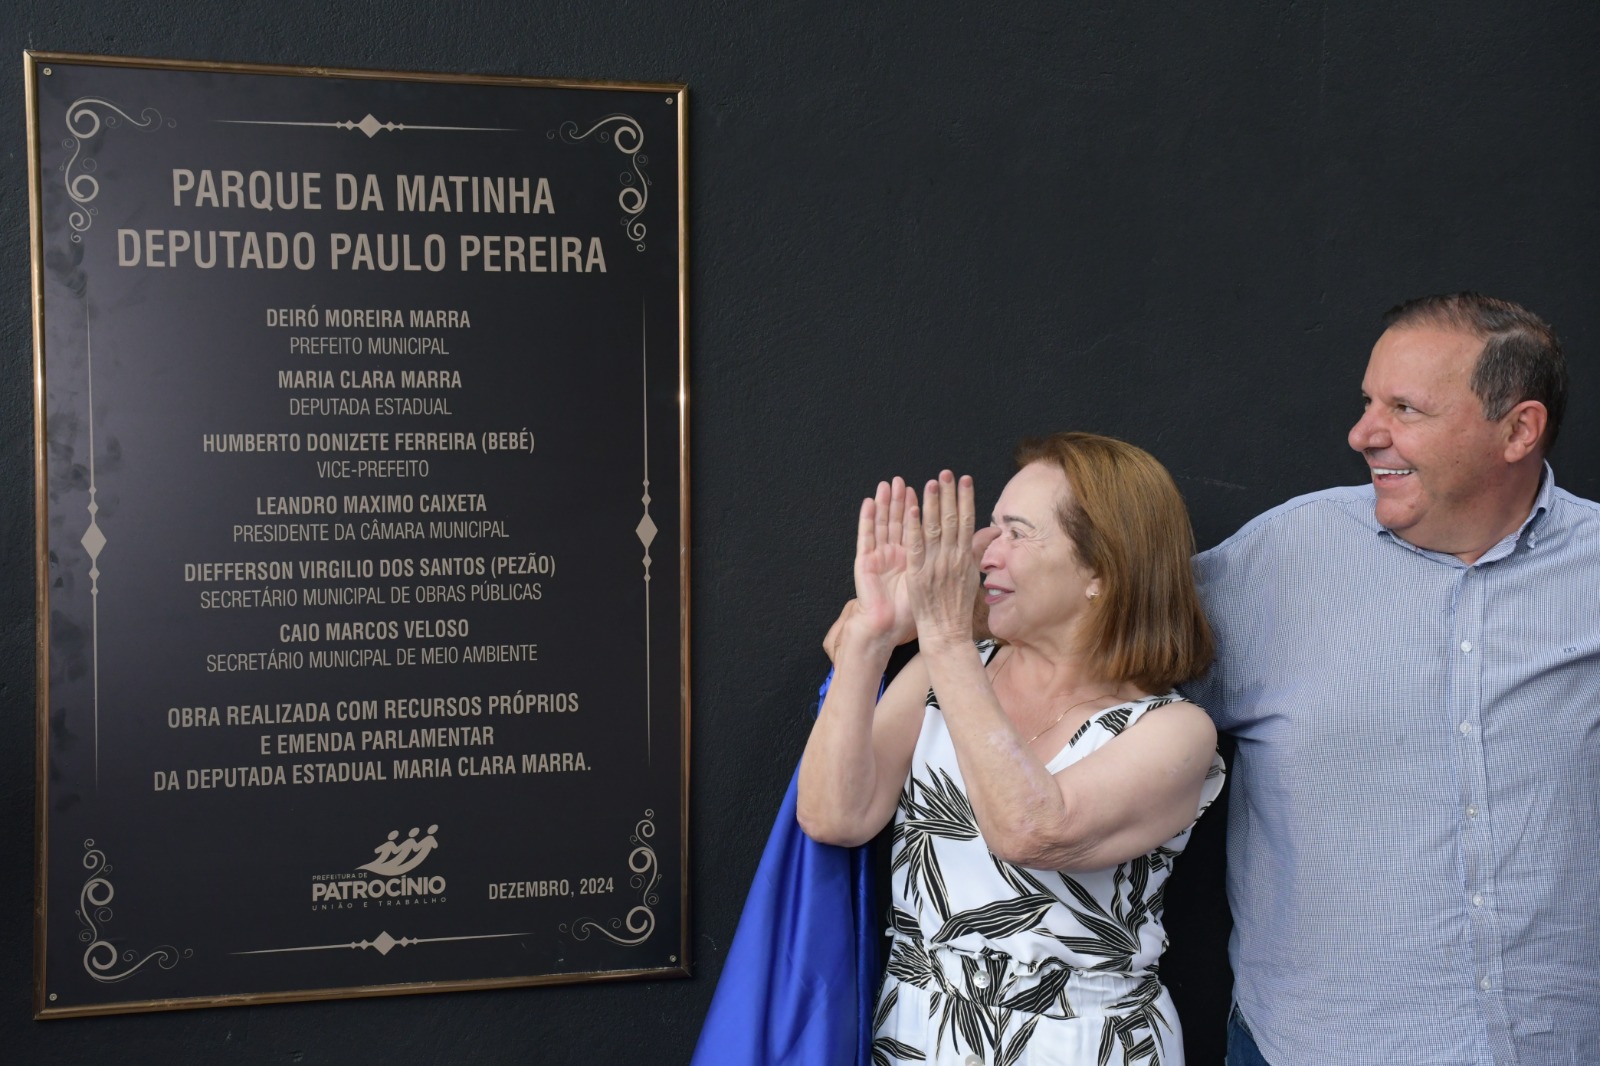 PARQUE DA MATINHA
DEPUTADO PAULO PEREIRA
DEIRÓ MOREIRA MARRA
PREFEITO MUNICIPAL
MARIA CLARA MARRA
DEPUTADA ESTADUAL
HUMBERTO DONIZETE FERREIRA (BEBÉ)
VICE-PREFEITO
LEANDRO MAXIMO CAIXETA
PRESIDENTE DA CÂMARA MUNICIPAL
DIEFFERSON VIRGILIO DOS SANTOS (PEZÃO)
SECRETÁRIO MUNICIPAL DE OBRAS PÚBLICAS
CAIO MARCOS VELOSO
SECRETÁRIO MUNICIPAL DE MEIO AMBIENTE
OBRA REALIZADA COM RECURSOS PRÓPRIOS
E EMENDA PARLAMENTAR
DA DEPUTADA ESTADUAL MARIA CLARA MARRA.
PREFEITURA DE
PATROCÍNIO
UNIÃO E TRABALHO
DEZEMBRO, 2024